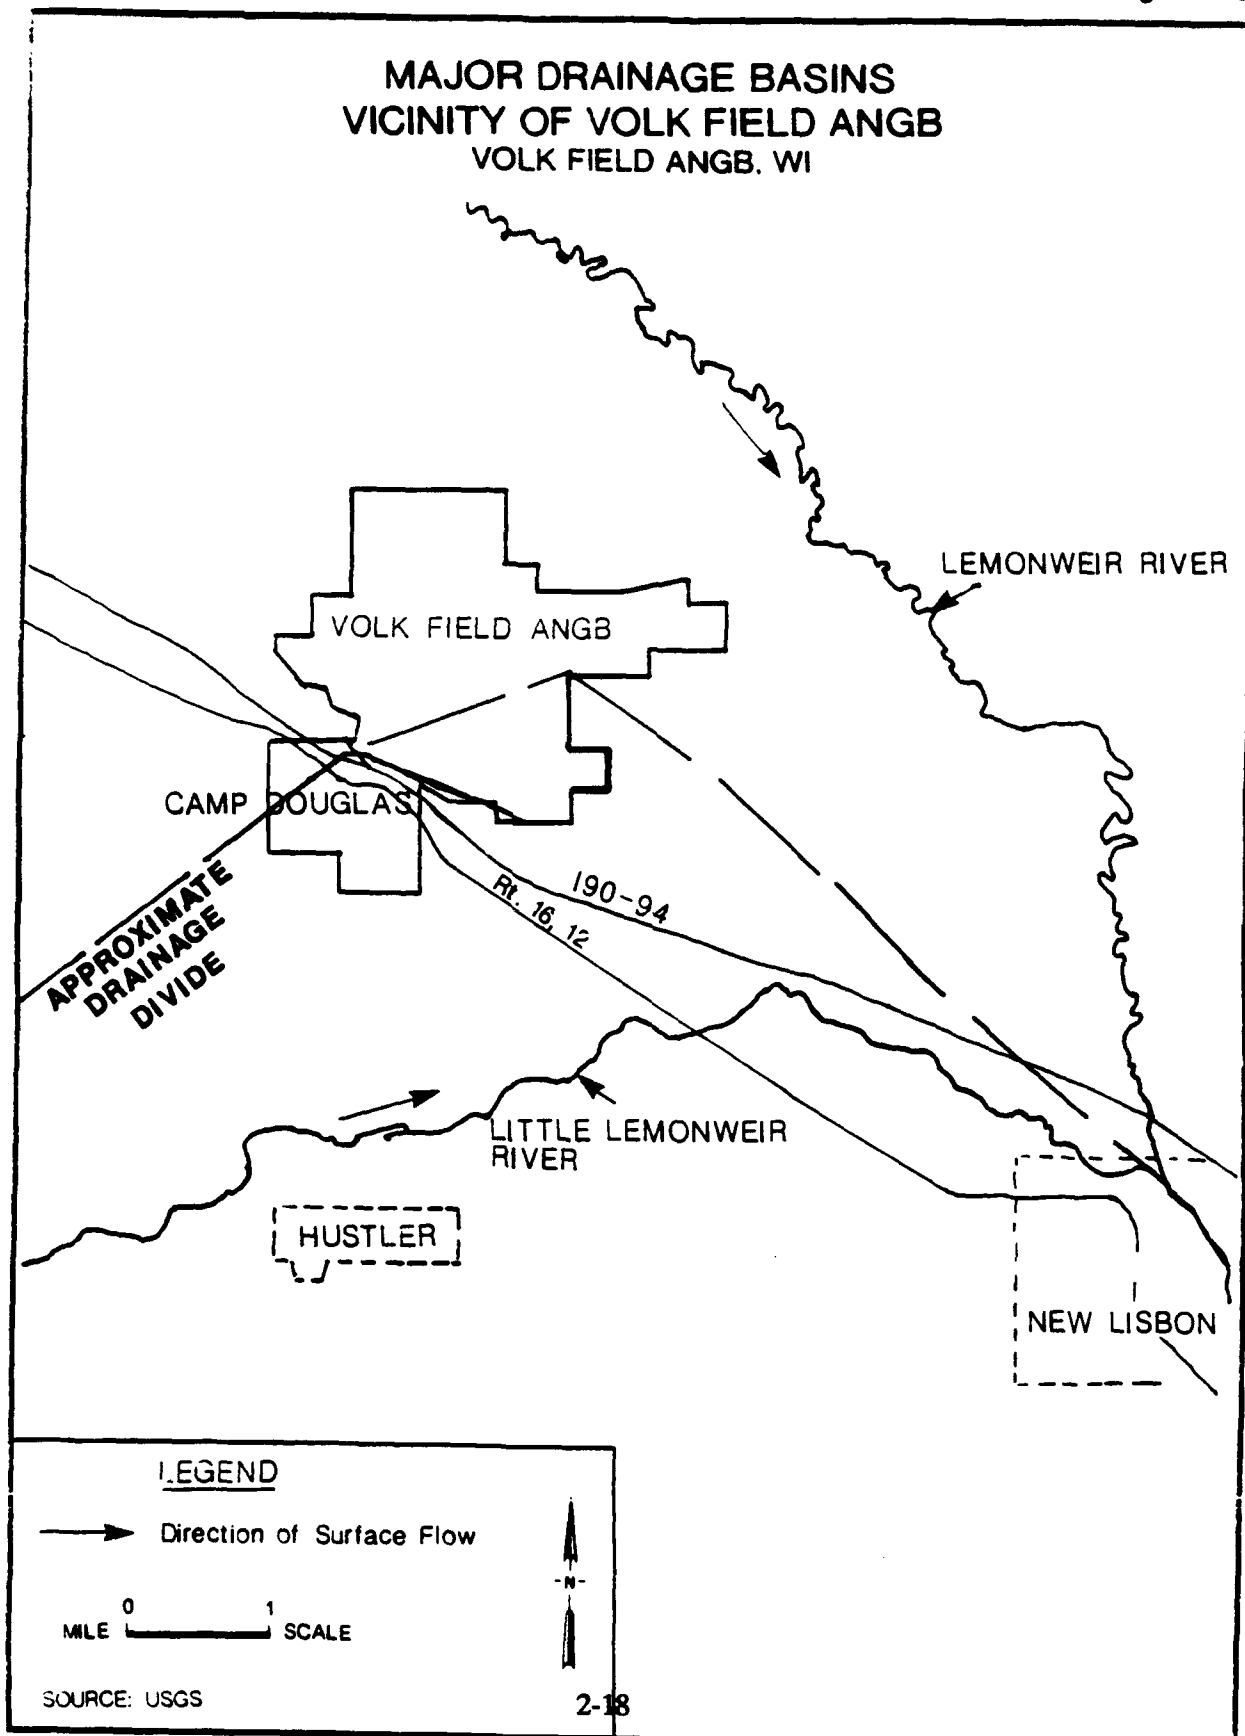 MAJOR DRAINAGE BASINS
VICINITY OF VOLK FIELD ANGB
VOLK FIELD ANGB, WI
LEMONWEIR RIVER
VOLK FIELD ANGB
CAMP DOUGLAS
I90-94
Rt. 16, 12
APPROXIMATE
DRAINAGE
DIVIDE
LITTLE LEMONWEIR
RIVER
HUSTLER
NEW LISBON
LEGEND
Direction of Surface Flow
-N-
0 1
MILE SCALE
SOURCE: USGS
2-18